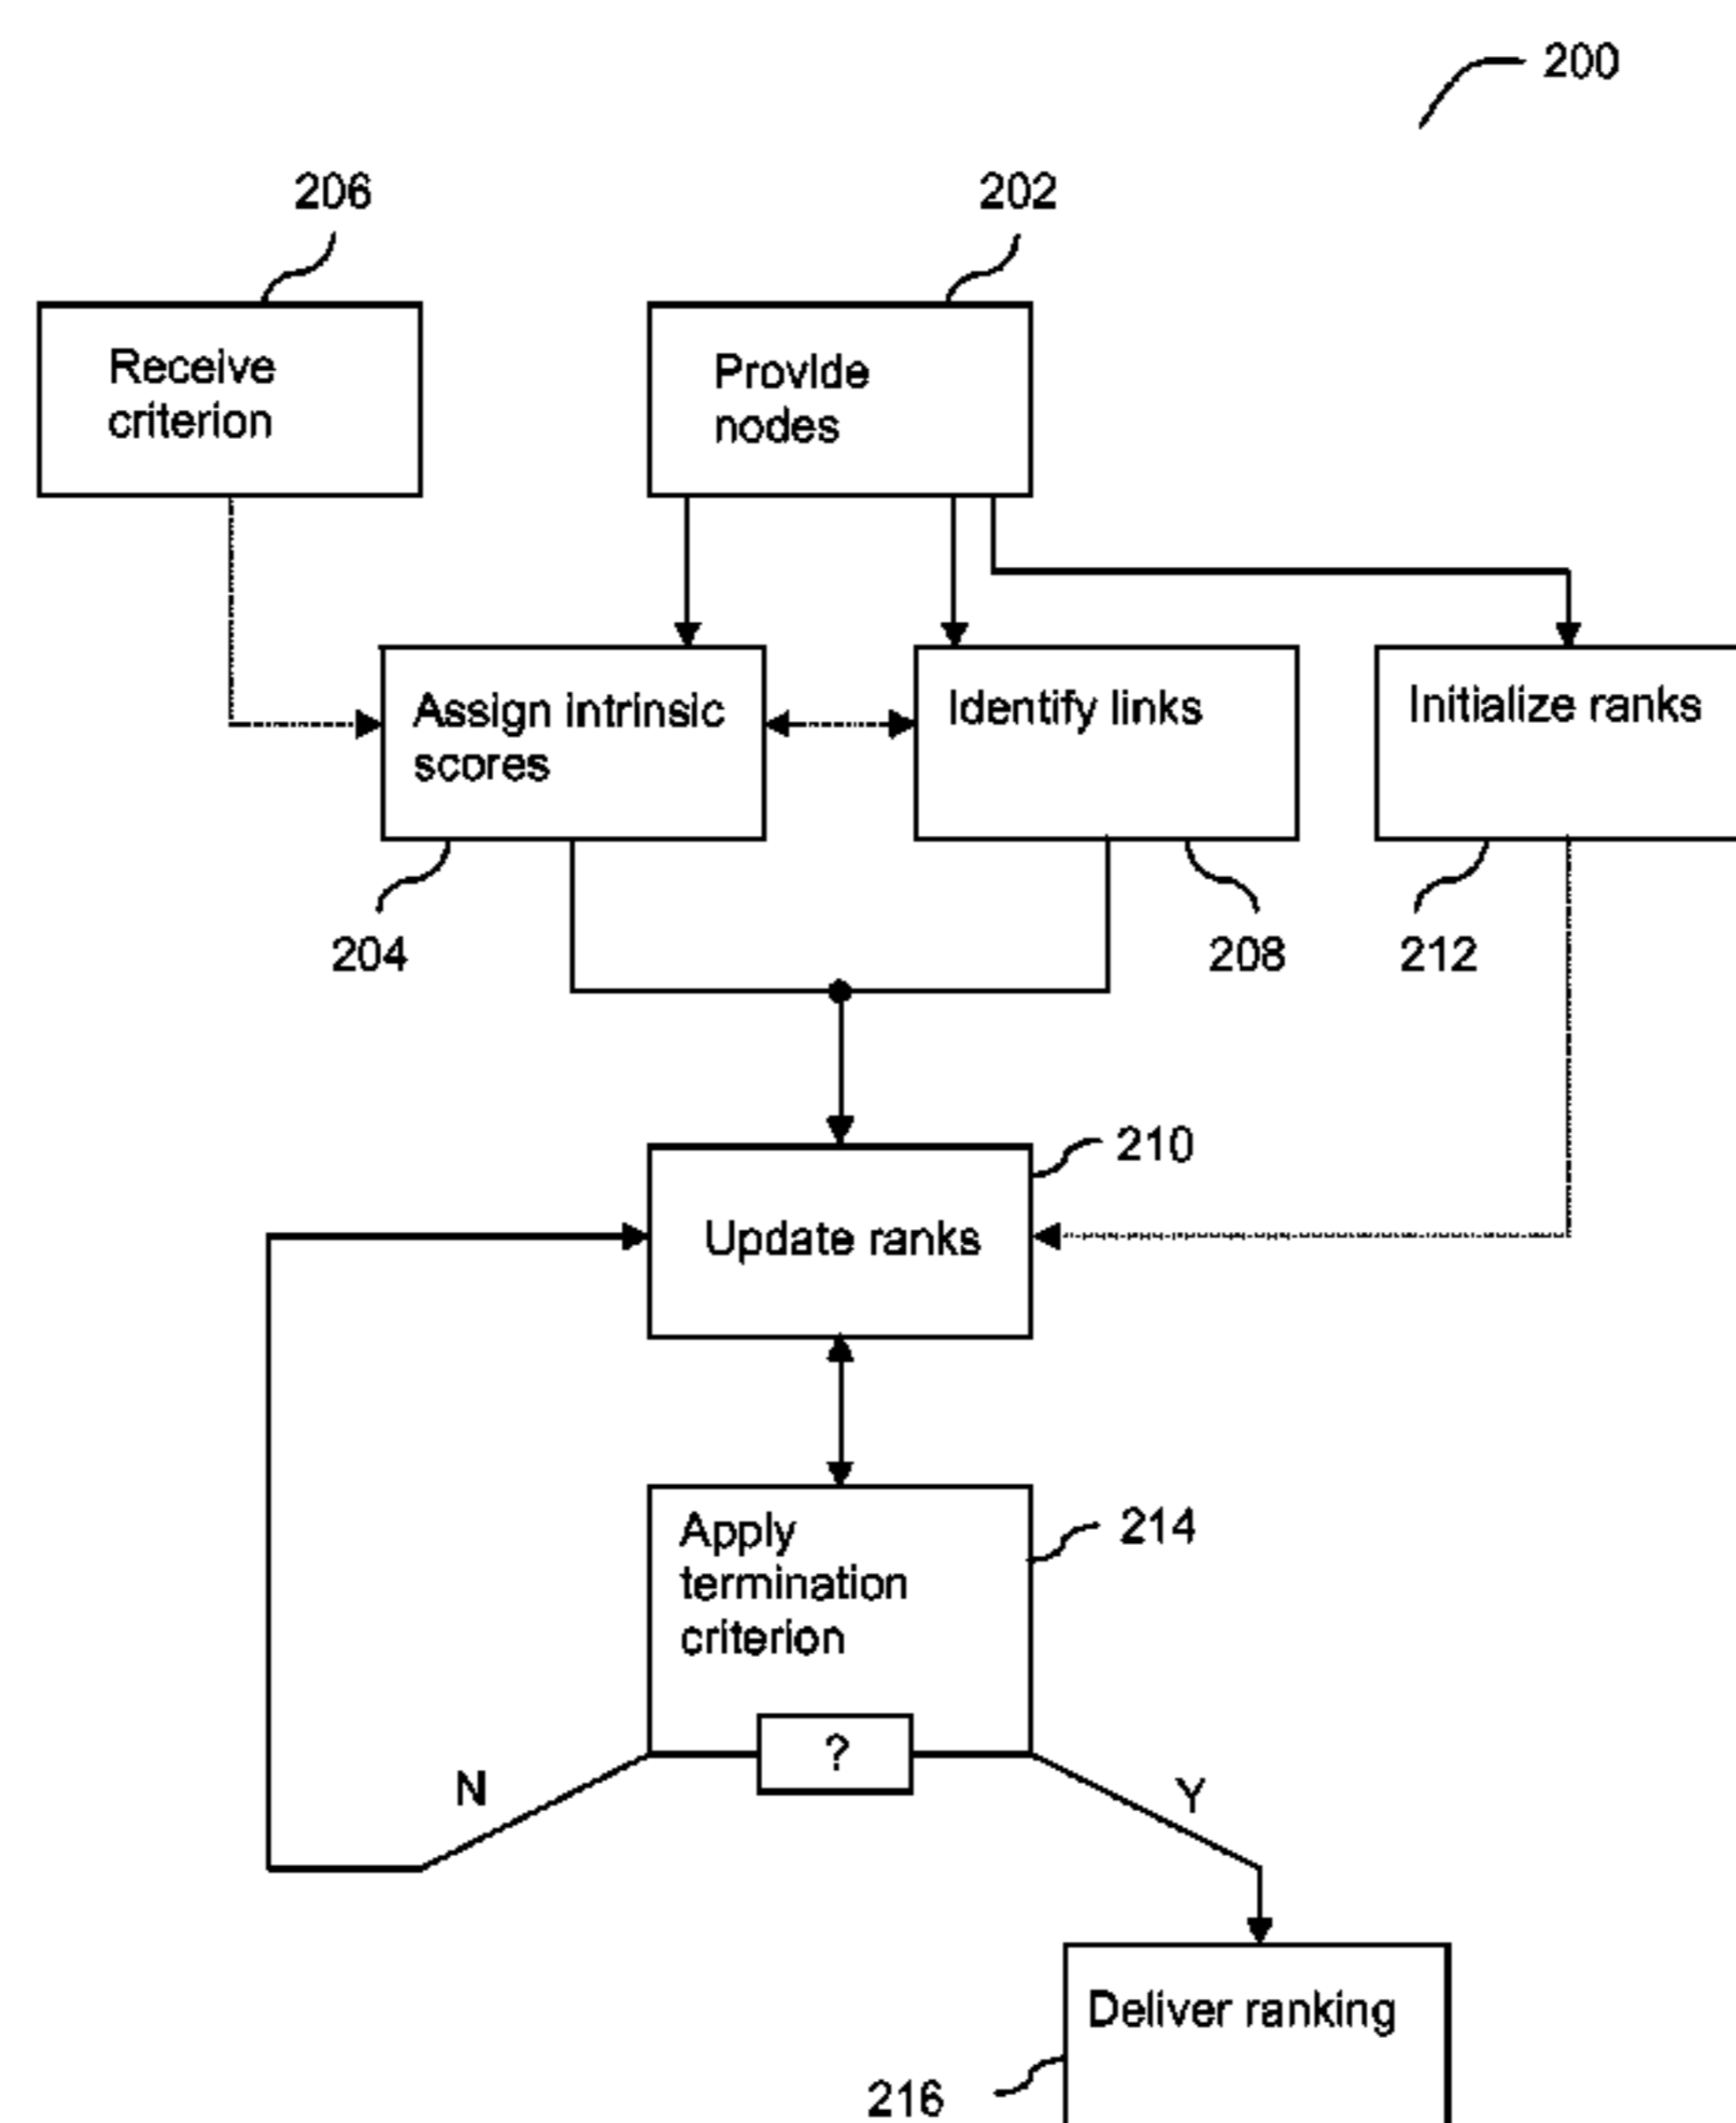 200
206
202
Receive
criterion
Provide
nodes
Assign intrinsic
scores
Identify links
Initialize ranks
204
208
212
210
Update ranks
Apply
termination
criterion
214
?
N
Y
Deliver ranking
216